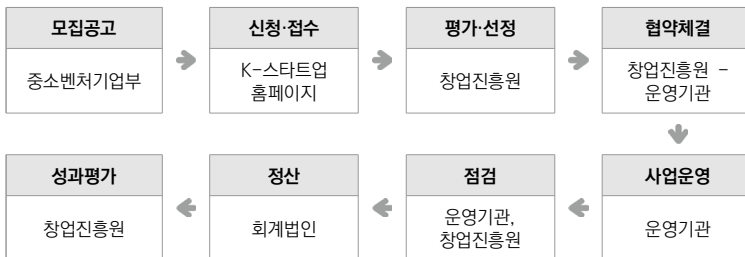 모집공고
중소벤처기업부
신청·접수
K-스타트업
홈페이지
평가·선정
창업진흥원
협약체결
창업진흥원 -
운영기관
사업운영
운영기관
점검
운영기관,
창업진흥원
정산
회계법인
성과평가
창업진흥원